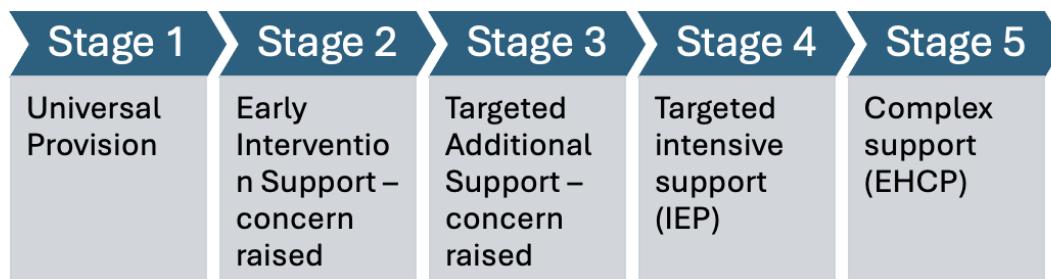 Stage 1
Stage 2
Stage 3
Stage 4
Stage 5
Universal
Provision
Early
Interventio
n Support –
concern
raised
Targeted
Additional
Support –
concern
raised
Targeted
intensive
support
(IEP)
Complex
support
(EHCP)